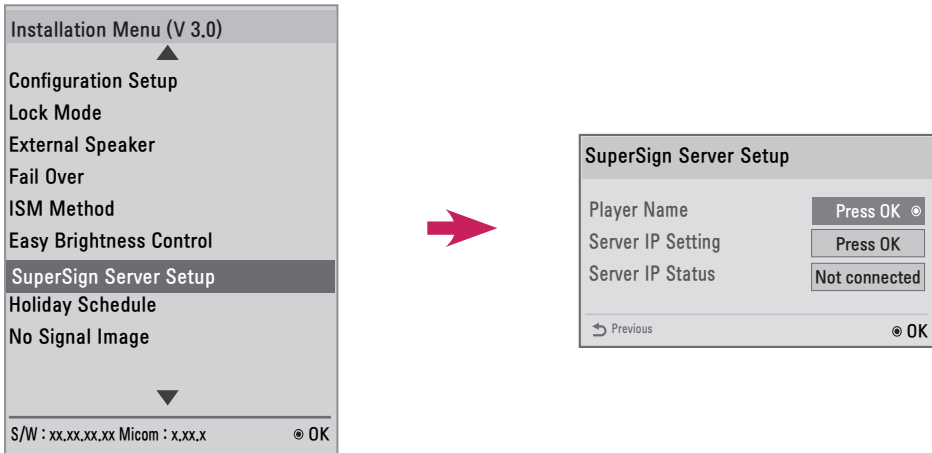 Installation Menu (V 3.0)
Configuration Setup
Lock Mode
External Speaker
Fail Over
ISM Method
Easy Brightness Control
SuperSign Server Setup
Holiday Schedule
No Signal Image
S/W : xx.xx.xx.xx Micom : x.xx.x ◉ OK
SuperSign Server Setup
Player Name Press OK ◉
Server IP Setting Press OK
Server IP Status Not connected
Previous ◉ OK